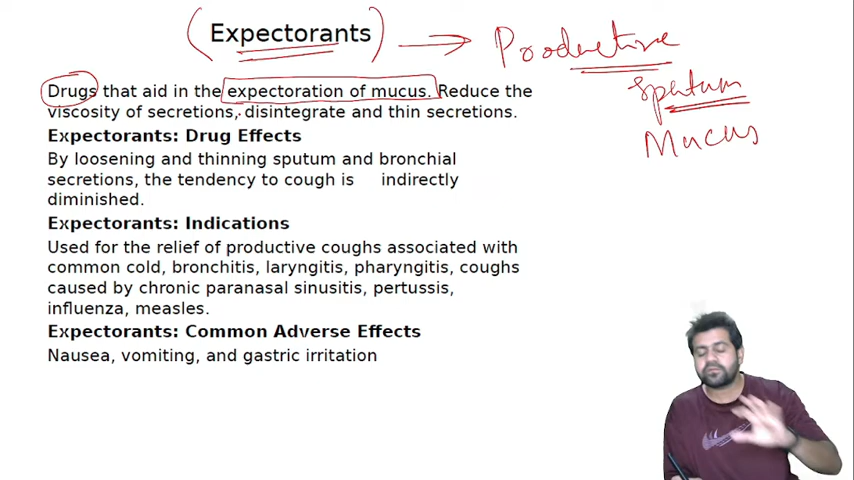 Expectorants
Productive
Drugs that aid in the expectoration of mucus. Reduce the
Sputum
viscosity of secretions, disintegrate and thin secretions.
Mucus
Expectorants: Drug Effects
By loosening and thinning sputum and bronchial
secretions, the tendency to cough is indirectly
diminished.
Expectorants: Indications
Used for the relief of productive coughs associated with
common cold, bronchitis, laryngitis, pharyngitis, coughs
caused by chronic paranasal sinusitis, pertussis,
influenza, measles.
Expectorants: Common Adverse Effects
Nausea, vomiting, and gastric irritation